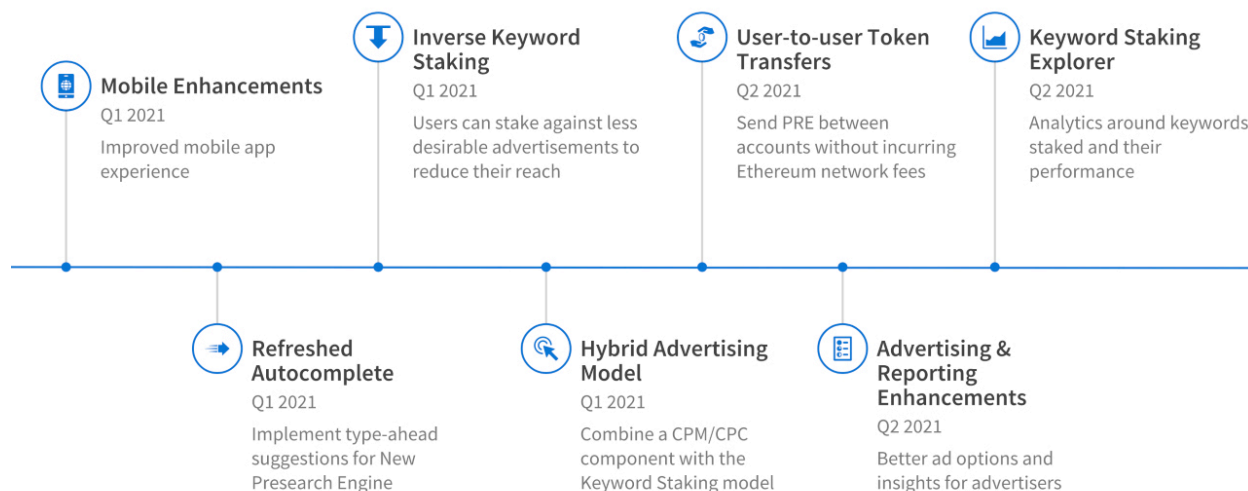 Mobile Enhancements
Q1 2021
Improved mobile app
experience
Refreshed
Autocomplete
Q1 2021
Implement type-ahead
suggestions for New
Presearch Engine
Inverse Keyword
Staking
Q1 2021
Users can stake against less
desirable advertisements to
reduce their reach
Hybrid Advertising
Model
Q1 2021
Combine a CPM/CPC
component with the
Keyword Staking model
User-to-user Token
Transfers
Q2 2021
Send PRE between
accounts without incurring
Ethereum network fees
Advertising &
Reporting
Enhancements
Q2 2021
Better ad options and
insights for advertisers
Keyword Staking
Explorer
Q2 2021
Analytics around keywords
staked and their
performance